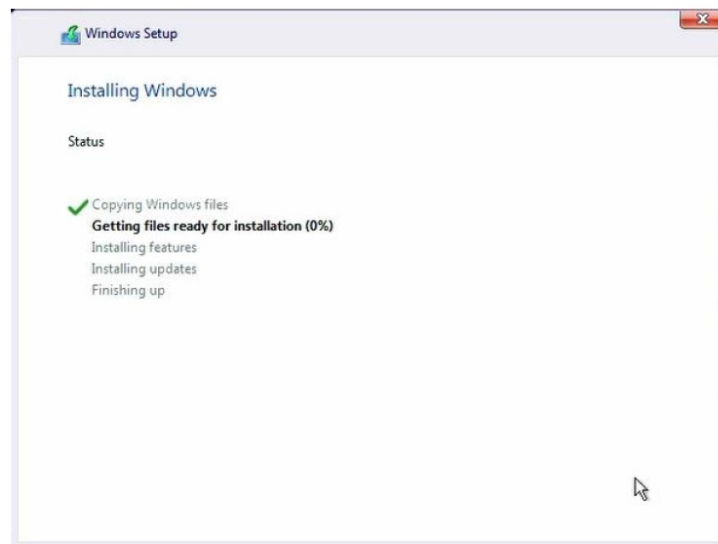 Windows Setup
Installing Windows
Status
Copying Windows files
Getting files ready for installation (0%)
Installing features
Installing updates
Finishing up